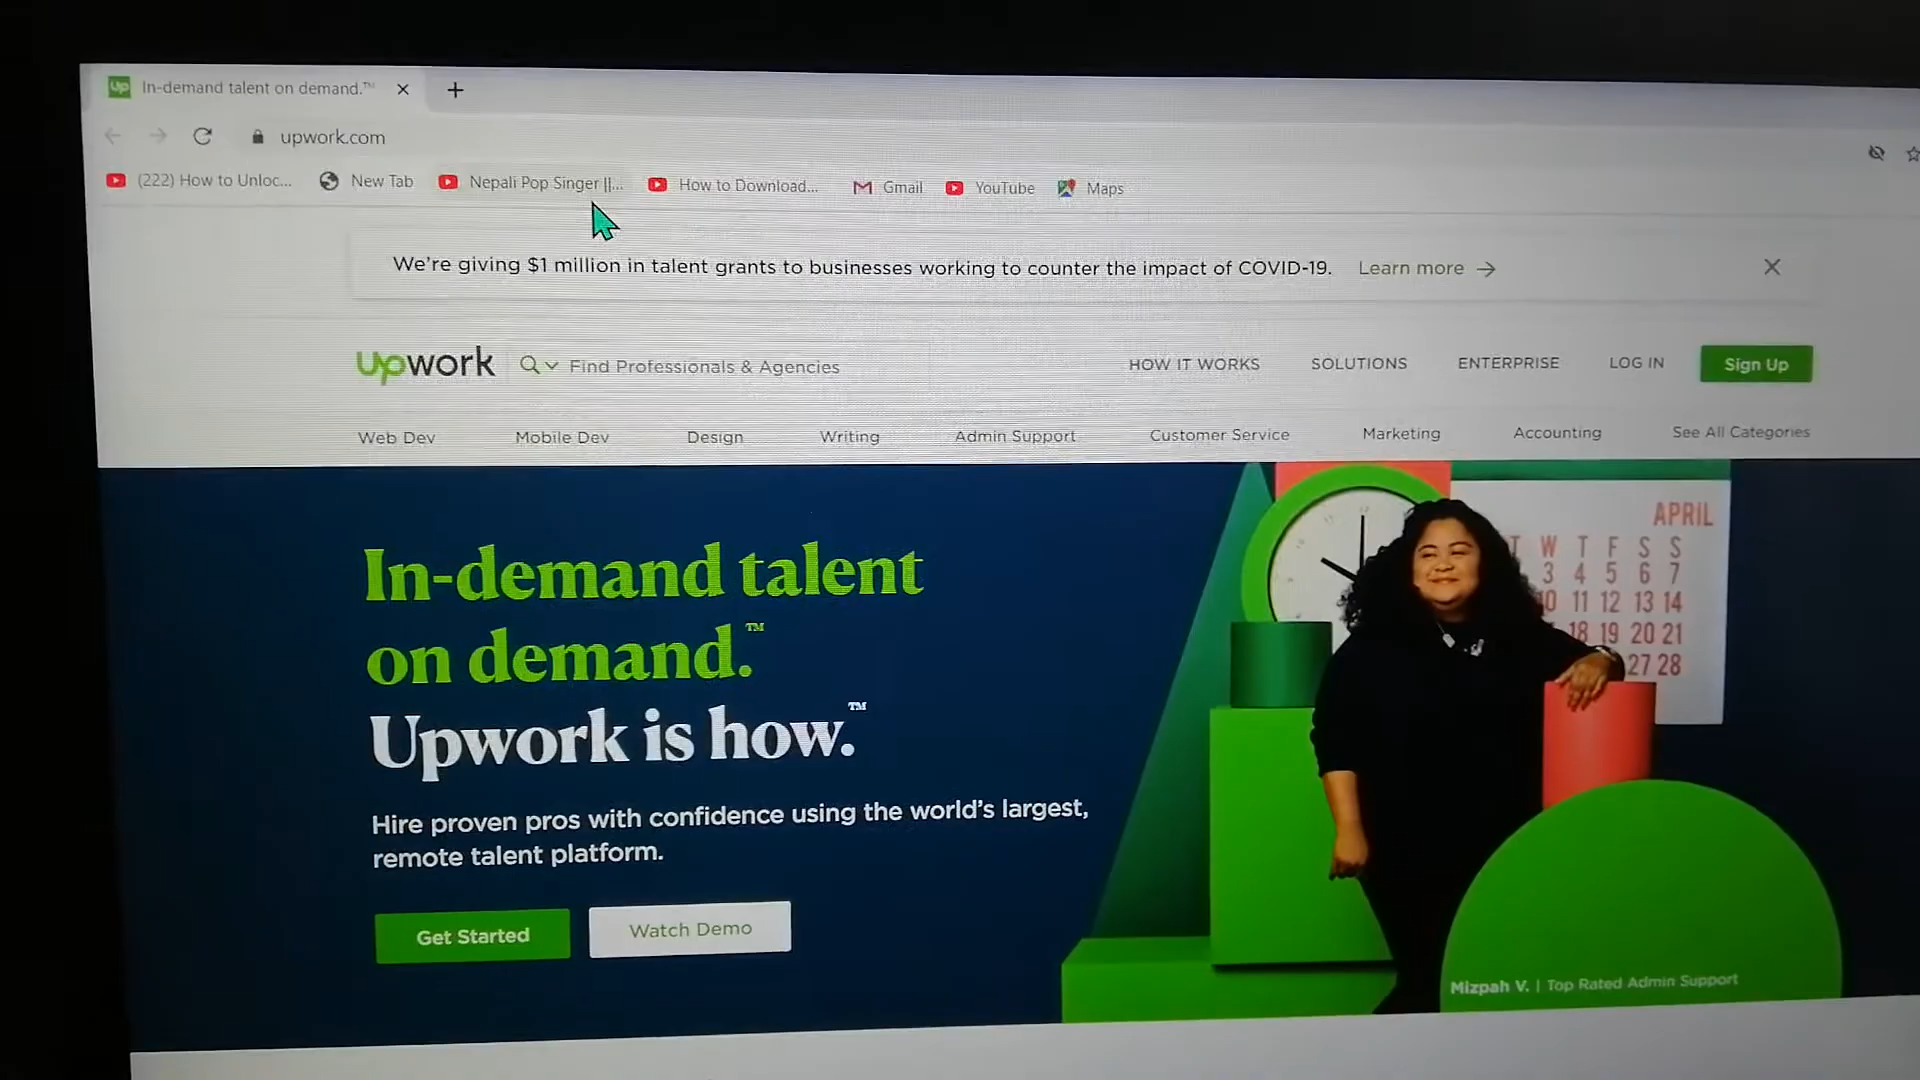 In-demand talent on demand.™
upwork.com
(222) How to Unloc... New Tab Nepali Pop Singer ||... How to Download... Gmail YouTube Maps
We're giving $1 million in talent grants to businesses working to counter the impact of COVID-19. Learn more →
upwork Find Professionals & Agencies HOW IT WORKS SOLUTIONS ENTERPRISE LOG IN Sign Up
Web Dev Mobile Dev Design Writing Admin Support Customer Service Marketing Accounting See All Categories
In-demand talent
on demand.™
Upwork is how.™
Hire proven pros with confidence using the world's largest,
remote talent platform.
Get Started Watch Demo
APRIL
T W T F S S
3 4 5 6 7
10 11 12 13 14
18 19 20 21
27 28
Mizpah V. | Top Rated Admin Support